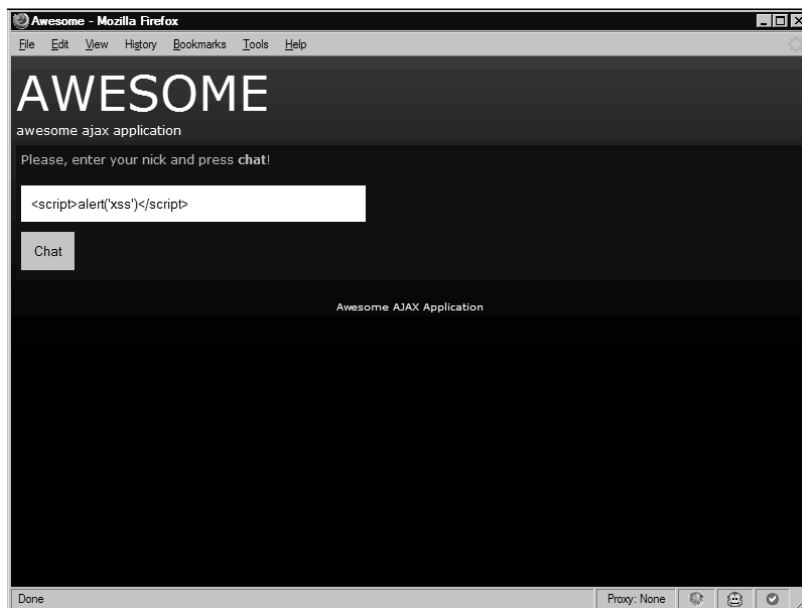 Awesome - Mozilla Firefox
File Edit View History Bookmarks Tools Help
AWESOME
awesome ajax application
Please, enter your nick and press chat!
<script>alert('xss')</script>
Chat
Awesome AJAX Application
Done Proxy: None